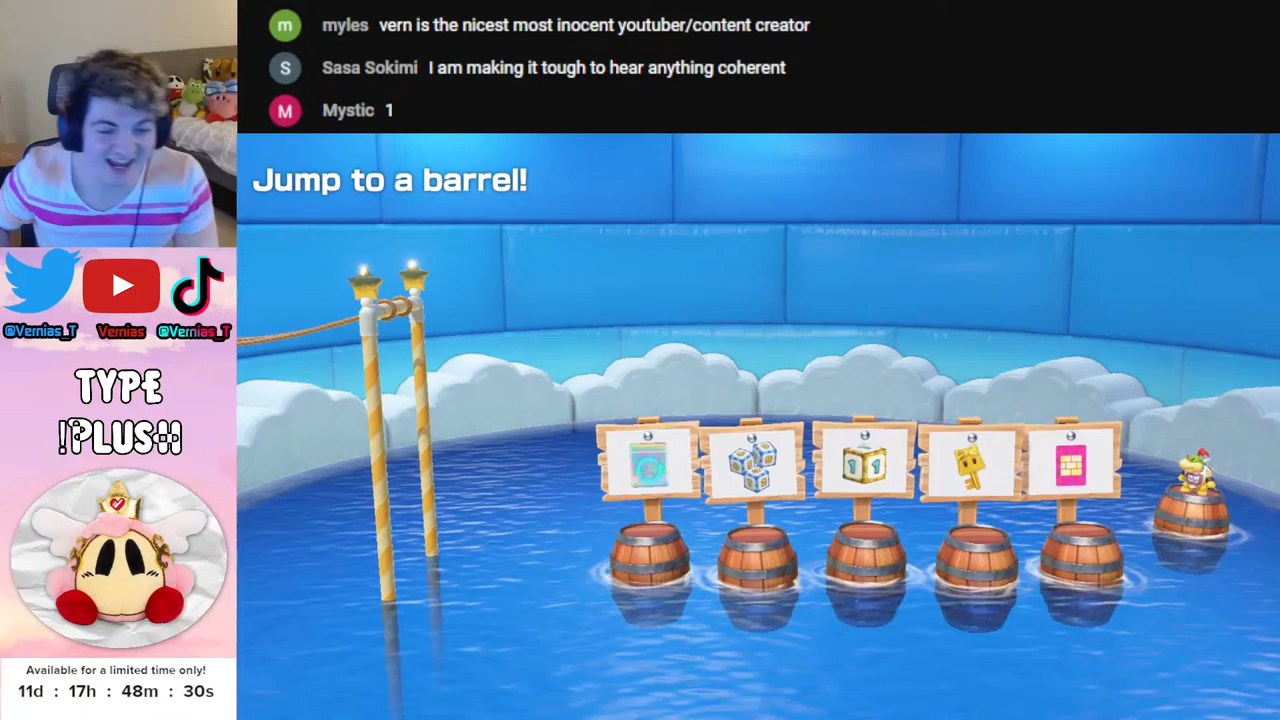 m myles vern is the nicest most inocent youtuber/content creator
S Sasa Sokimi I am making it tough to hear anything coherent
M Mystic 1
Jump to a barrel!
@Vernias_T Vernias @Vernias_T
TYPE
!PLUSH
1 1
Available for a limited time only!
11d : 17h : 48m : 30s